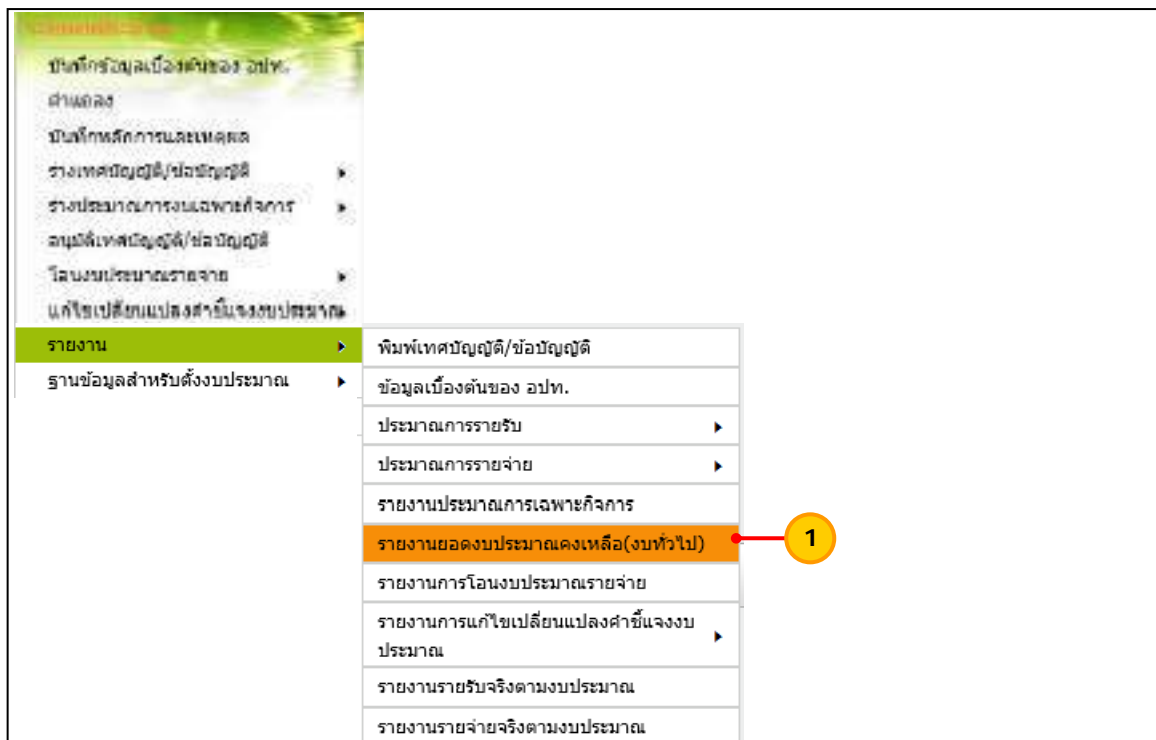 บันทึกข้อมูลเบื้องต้นของ อปท.
คำแถลง
บันทึกหลักการและเหตุผล
ร่างเทศบัญญัติ/ข้อบัญญัติ
ร่างประมาณการงบเฉพาะกิจการ
อนุมัติเทศบัญญัติ/ข้อบัญญัติ
โอนงบประมาณรายจ่าย
แก้ไขเปลี่ยนแปลงคำชี้แจงงบประมาณ
รายงาน
ฐานข้อมูลสำหรับตั้งงบประมาณ
พิมพ์เทศบัญญัติ/ข้อบัญญัติ
ข้อมูลเบื้องต้นของ อปท.
ประมาณการรายรับ
ประมาณการรายจ่าย
รายงานประมาณการเฉพาะกิจการ
รายงานยอดงบประมาณคงเหลือ(งบทั่วไป)
1
รายงานการโอนงบประมาณรายจ่าย
รายงานการแก้ไขเปลี่ยนแปลงคำชี้แจงงบ
ประมาณ
รายงานรายรับจริงตามงบประมาณ
รายงานรายจ่ายจริงตามงบประมาณ